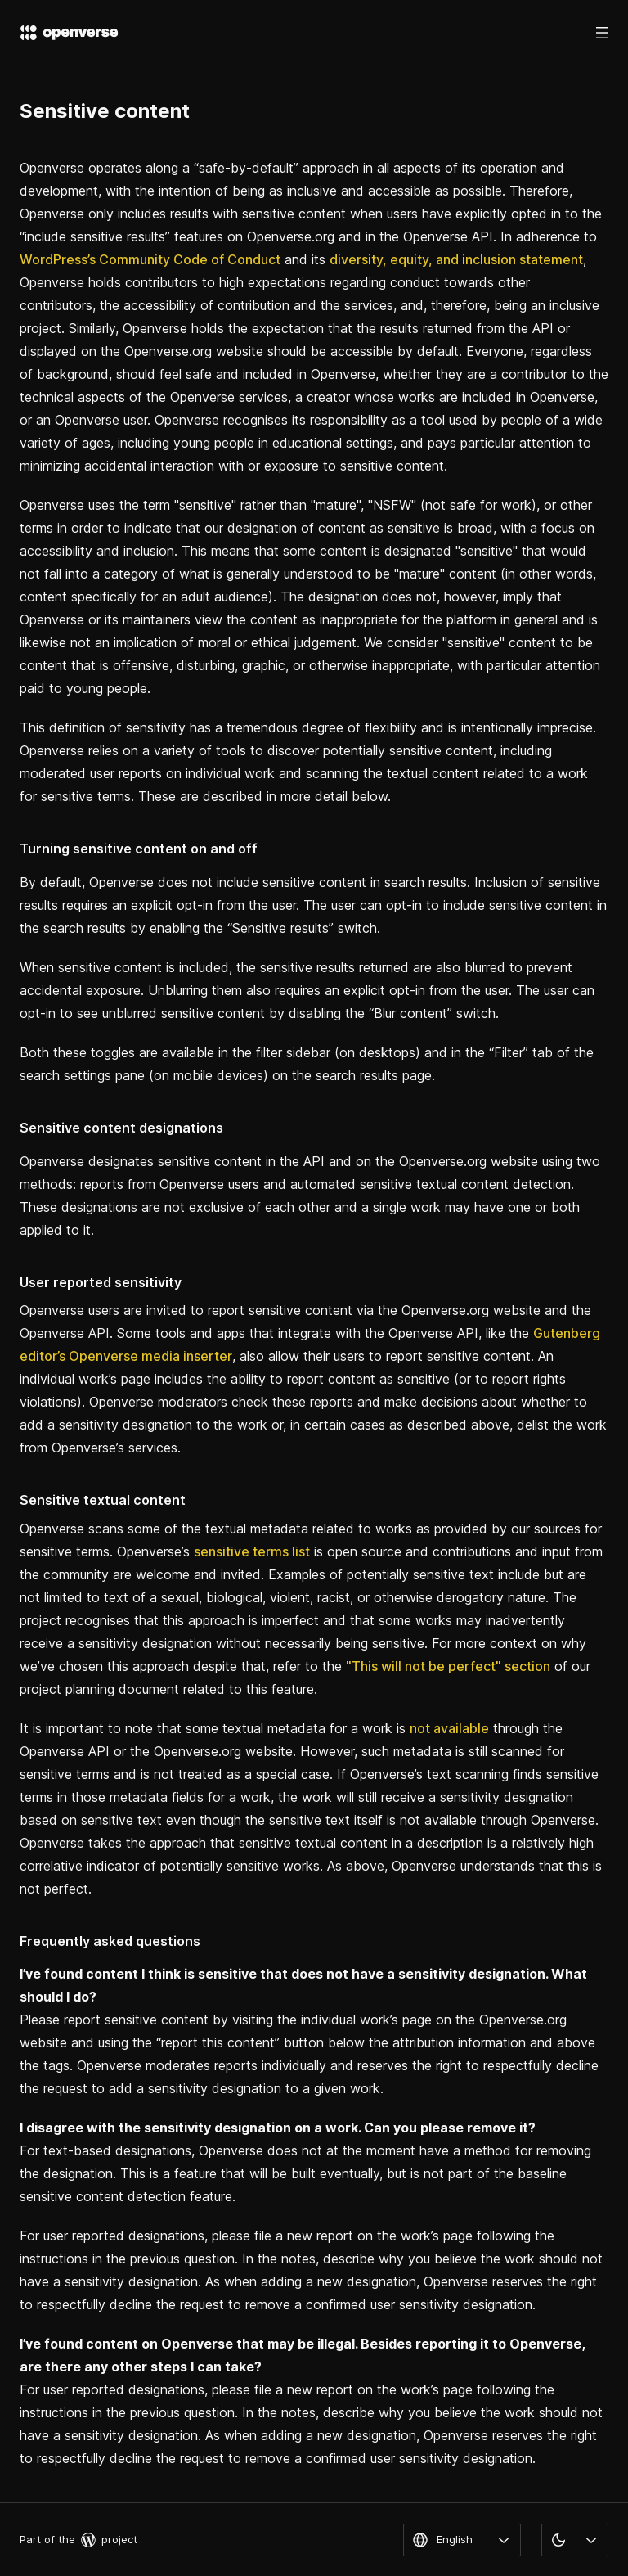 openverse
Sensitive content
Openverse operates along a “safe-by-default” approach in all aspects of its operation and
development, with the intention of being as inclusive and accessible as possible. Therefore,
Openverse only includes results with sensitive content when users have explicitly opted in to the
“include sensitive results” features on Openverse.org and in the Openverse API. In adherence to
WordPress’s Community Code of Conduct and its diversity, equity, and inclusion statement,
Openverse holds contributors to high expectations regarding conduct towards other
contributors, the accessibility of contribution and the services, and, therefore, being an inclusive
project. Similarly, Openverse holds the expectation that the results returned from the API or
displayed on the Openverse.org website should be accessible by default. Everyone, regardless
of background, should feel safe and included in Openverse, whether they are a contributor to the
technical aspects of the Openverse services, a creator whose works are included in Openverse,
or an Openverse user. Openverse recognises its responsibility as a tool used by people of a wide
variety of ages, including young people in educational settings, and pays particular attention to
minimizing accidental interaction with or exposure to sensitive content.
Openverse uses the term "sensitive" rather than "mature", "NSFW" (not safe for work), or other
terms in order to indicate that our designation of content as sensitive is broad, with a focus on
accessibility and inclusion. This means that some content is designated "sensitive" that would
not fall into a category of what is generally understood to be "mature" content (in other words,
content specifically for an adult audience). The designation does not, however, imply that
Openverse or its maintainers view the content as inappropriate for the platform in general and is
likewise not an implication of moral or ethical judgement. We consider "sensitive" content to be
content that is offensive, disturbing, graphic, or otherwise inappropriate, with particular attention
paid to young people.
This definition of sensitivity has a tremendous degree of flexibility and is intentionally imprecise.
Openverse relies on a variety of tools to discover potentially sensitive content, including
moderated user reports on individual work and scanning the textual content related to a work
for sensitive terms. These are described in more detail below.
Turning sensitive content on and off
By default, Openverse does not include sensitive content in search results. Inclusion of sensitive
results requires an explicit opt-in from the user. The user can opt-in to include sensitive content in
the search results by enabling the “Sensitive results” switch.
When sensitive content is included, the sensitive results returned are also blurred to prevent
accidental exposure. Unblurring them also requires an explicit opt-in from the user. The user can
opt-in to see unblurred sensitive content by disabling the “Blur content” switch.
Both these toggles are available in the filter sidebar (on desktops) and in the “Filter” tab of the
search settings pane (on mobile devices) on the search results page.
Sensitive content designations
Openverse designates sensitive content in the API and on the Openverse.org website using two
methods: reports from Openverse users and automated sensitive textual content detection.
These designations are not exclusive of each other and a single work may have one or both
applied to it.
User reported sensitivity
Openverse users are invited to report sensitive content via the Openverse.org website and the
Openverse API. Some tools and apps that integrate with the Openverse API, like the Gutenberg
editor’s Openverse media inserter, also allow their users to report sensitive content. An
individual work’s page includes the ability to report content as sensitive (or to report rights
violations). Openverse moderators check these reports and make decisions about whether to
add a sensitivity designation to the work or, in certain cases as described above, delist the work
from Openverse’s services.
Sensitive textual content
Openverse scans some of the textual metadata related to works as provided by our sources for
sensitive terms. Openverse’s sensitive terms list is open source and contributions and input from
the community are welcome and invited. Examples of potentially sensitive text include but are
not limited to text of a sexual, biological, violent, racist, or otherwise derogatory nature. The
project recognises that this approach is imperfect and that some works may inadvertently
receive a sensitivity designation without necessarily being sensitive. For more context on why
we’ve chosen this approach despite that, refer to the "This will not be perfect" section of our
project planning document related to this feature.
It is important to note that some textual metadata for a work is not available through the
Openverse API or the Openverse.org website. However, such metadata is still scanned for
sensitive terms and is not treated as a special case. If Openverse’s text scanning finds sensitive
terms in those metadata fields for a work, the work will still receive a sensitivity designation
based on sensitive text even though the sensitive text itself is not available through Openverse.
Openverse takes the approach that sensitive textual content in a description is a relatively high
correlative indicator of potentially sensitive works. As above, Openverse understands that this is
not perfect.
Frequently asked questions
I’ve found content I think is sensitive that does not have a sensitivity designation. What
should I do?
Please report sensitive content by visiting the individual work’s page on the Openverse.org
website and using the “report this content” button below the attribution information and above
the tags. Openverse moderates reports individually and reserves the right to respectfully decline
the request to add a sensitivity designation to a given work.
I disagree with the sensitivity designation on a work. Can you please remove it?
For text-based designations, Openverse does not at the moment have a method for removing
the designation. This is a feature that will be built eventually, but is not part of the baseline
sensitive content detection feature.
For user reported designations, please file a new report on the work’s page following the
instructions in the previous question. In the notes, describe why you believe the work should not
have a sensitivity designation. As when adding a new designation, Openverse reserves the right
to respectfully decline the request to remove a confirmed user sensitivity designation.
I’ve found content on Openverse that may be illegal. Besides reporting it to Openverse,
are there any other steps I can take?
For user reported designations, please file a new report on the work’s page following the
instructions in the previous question. In the notes, describe why you believe the work should not
have a sensitivity designation. As when adding a new designation, Openverse reserves the right
to respectfully decline the request to remove a confirmed user sensitivity designation.
Part of the project
English